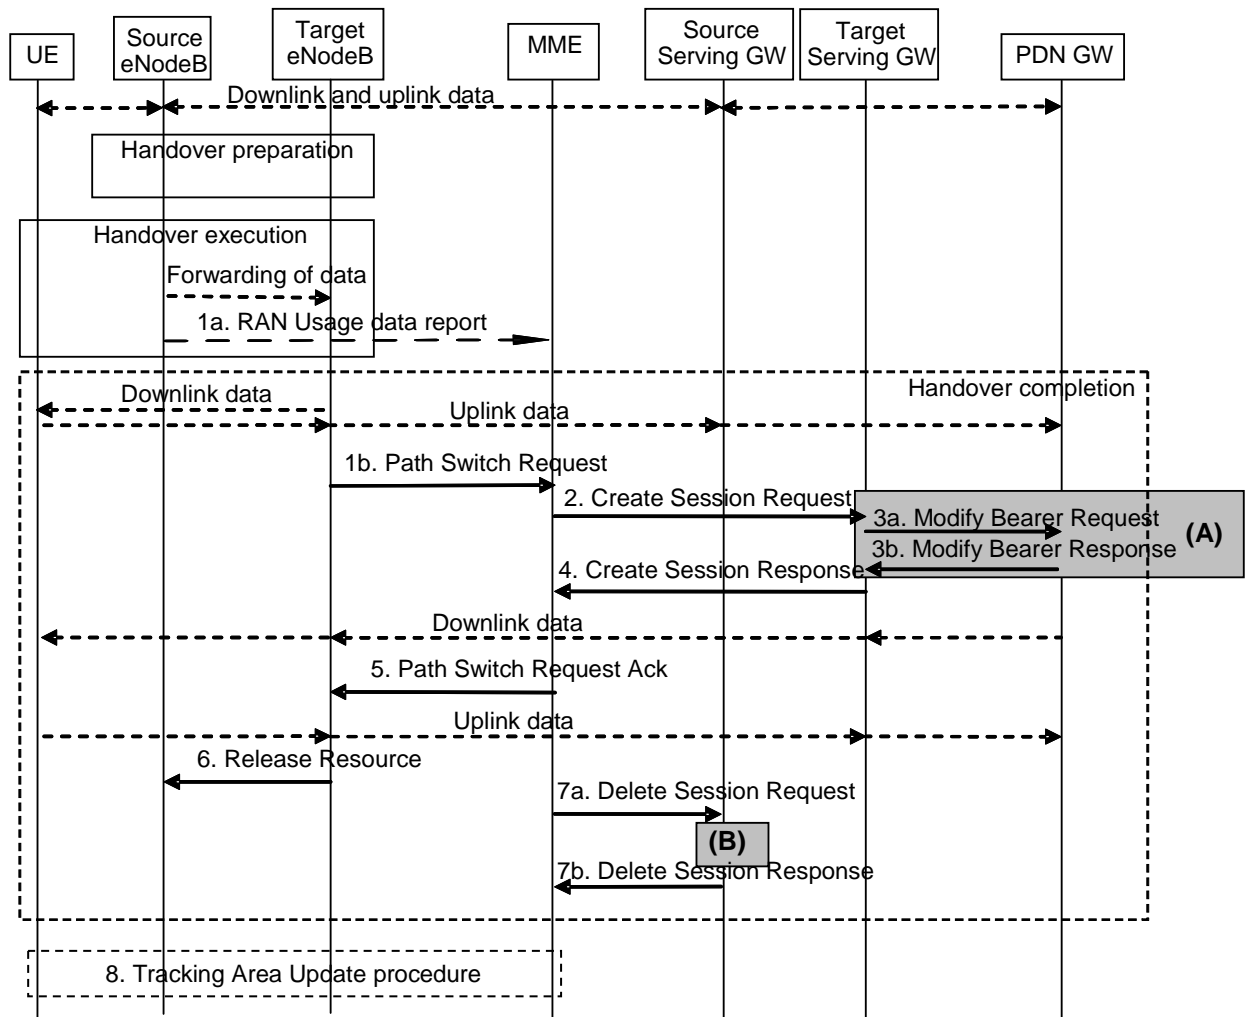 UE
Source
eNodeB
Target
eNodeB
MME
Source
Serving GW
Target
Serving GW
PDN GW
Downlink and uplink data
Handover preparation
Handover execution
Forwarding of data
1a. RAN Usage data report
Handover completion
Downlink data
Uplink data
1b. Path Switch Request
2. Create Session Request
3a. Modify Bearer Request
(A)
3b. Modify Bearer Response
4. Create Session Response
Downlink data
5. Path Switch Request Ack
Uplink data
6. Release Resource
7a. Delete Session Request
(B)
7b. Delete Session Response
8. Tracking Area Update procedure